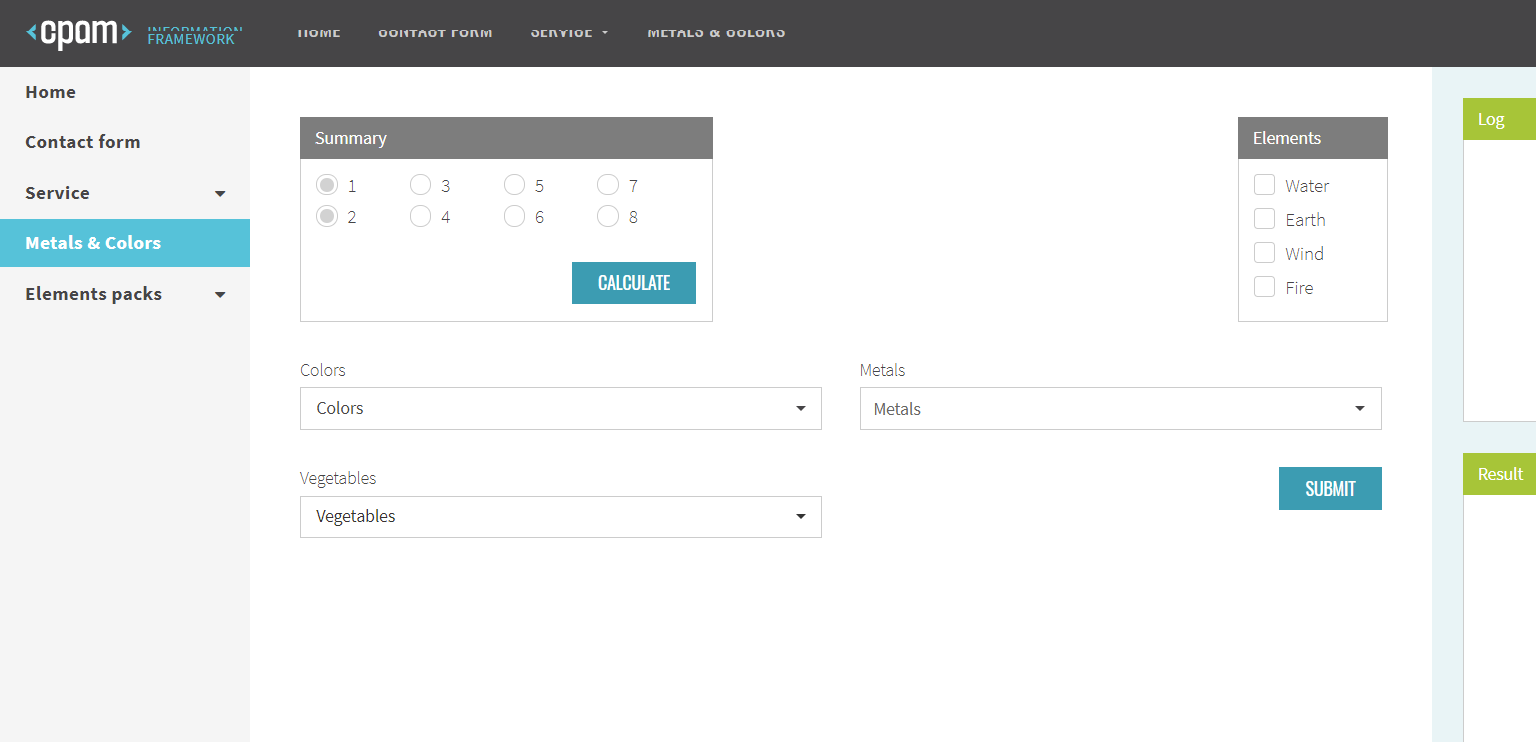 cpam
INFORMATION
FRAMEWORK
HOME
CONTACT FORM
SERVICE
METALS & COLORS
Home
Contact form
Service
Metals & Colors
Elements packs
Summary
1 3 5 7
2 4 6 8
CALCULATE
Elements
Water
Earth
Wind
Fire
Colors
Colors
Metals
Metals
Vegetables
Vegetables
SUBMIT
Log
Result